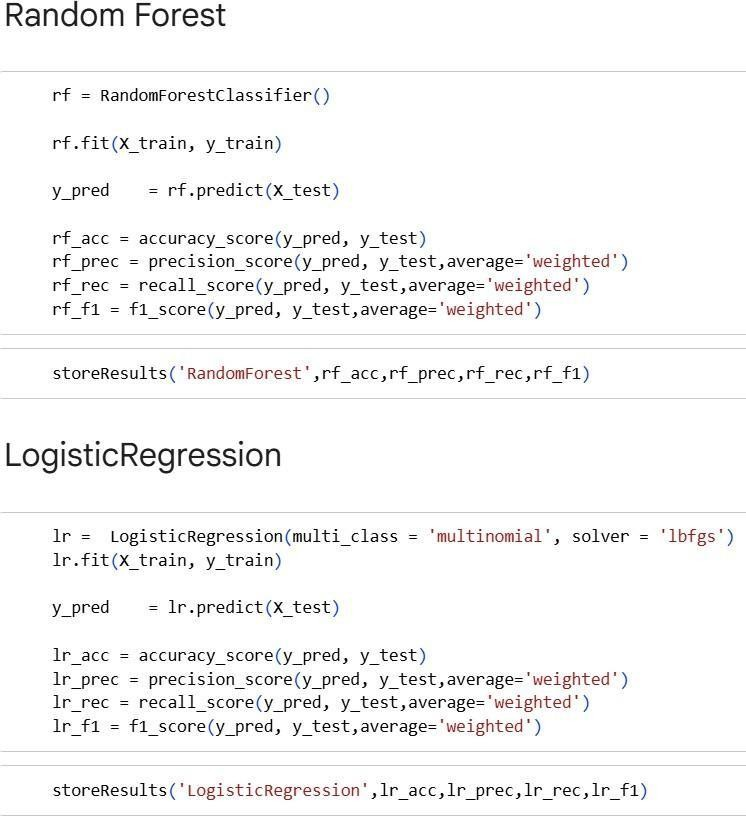 Random Forest
rf = RandomForestClassifier()
rf.fit(X_train, y_train)
y_pred    = rf.predict(X_test)
rf_acc = accuracy_score(y_pred, y_test)
rf_prec = precision_score(y_pred, y_test,average='weighted')
rf_rec = recall_score(y_pred, y_test,average='weighted')
rf_f1 = f1_score(y_pred, y_test,average='weighted')
storeResults('RandomForest',rf_acc,rf_prec,rf_rec,rf_f1)
LogisticRegression
lr =  LogisticRegression(multi_class = 'multinomial', solver = 'lbfgs')
lr.fit(X_train, y_train)
y_pred    = lr.predict(X_test)
lr_acc = accuracy_score(y_pred, y_test)
lr_prec = precision_score(y_pred, y_test,average='weighted')
lr_rec = recall_score(y_pred, y_test,average='weighted')
lr_f1 = f1_score(y_pred, y_test,average='weighted')
storeResults('LogisticRegression',lr_acc,lr_prec,lr_rec,lr_f1)